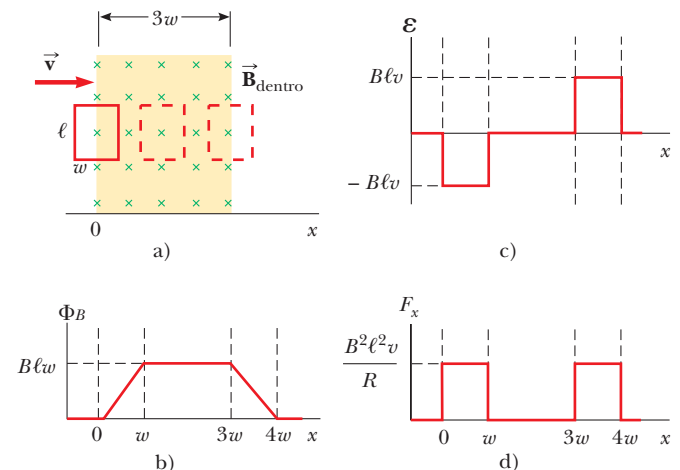 3w
v
B dentro
ℓ
w
0
x
a)
ε
Bℓv
− Bℓv
x
c)
Φ_B
Bℓw
0
w
3w
4w
x
b)
F_x
B²ℓ²v
R
0
w
3w
4w
x
d)